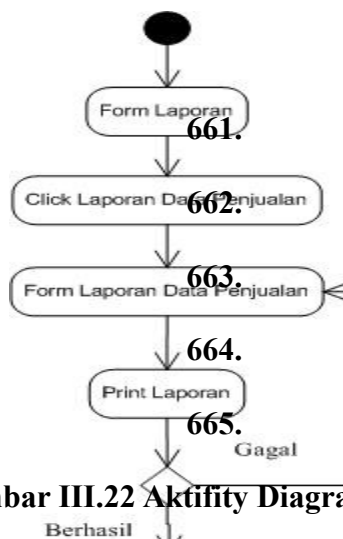 Form Laporan
661.
Click Laporan Data Penjualan
662.
663.
Form Laporan Data Penjualan
664.
Print Laporan
665.
Gagal
bar III.22 Aktifity Diagra
Berhasil